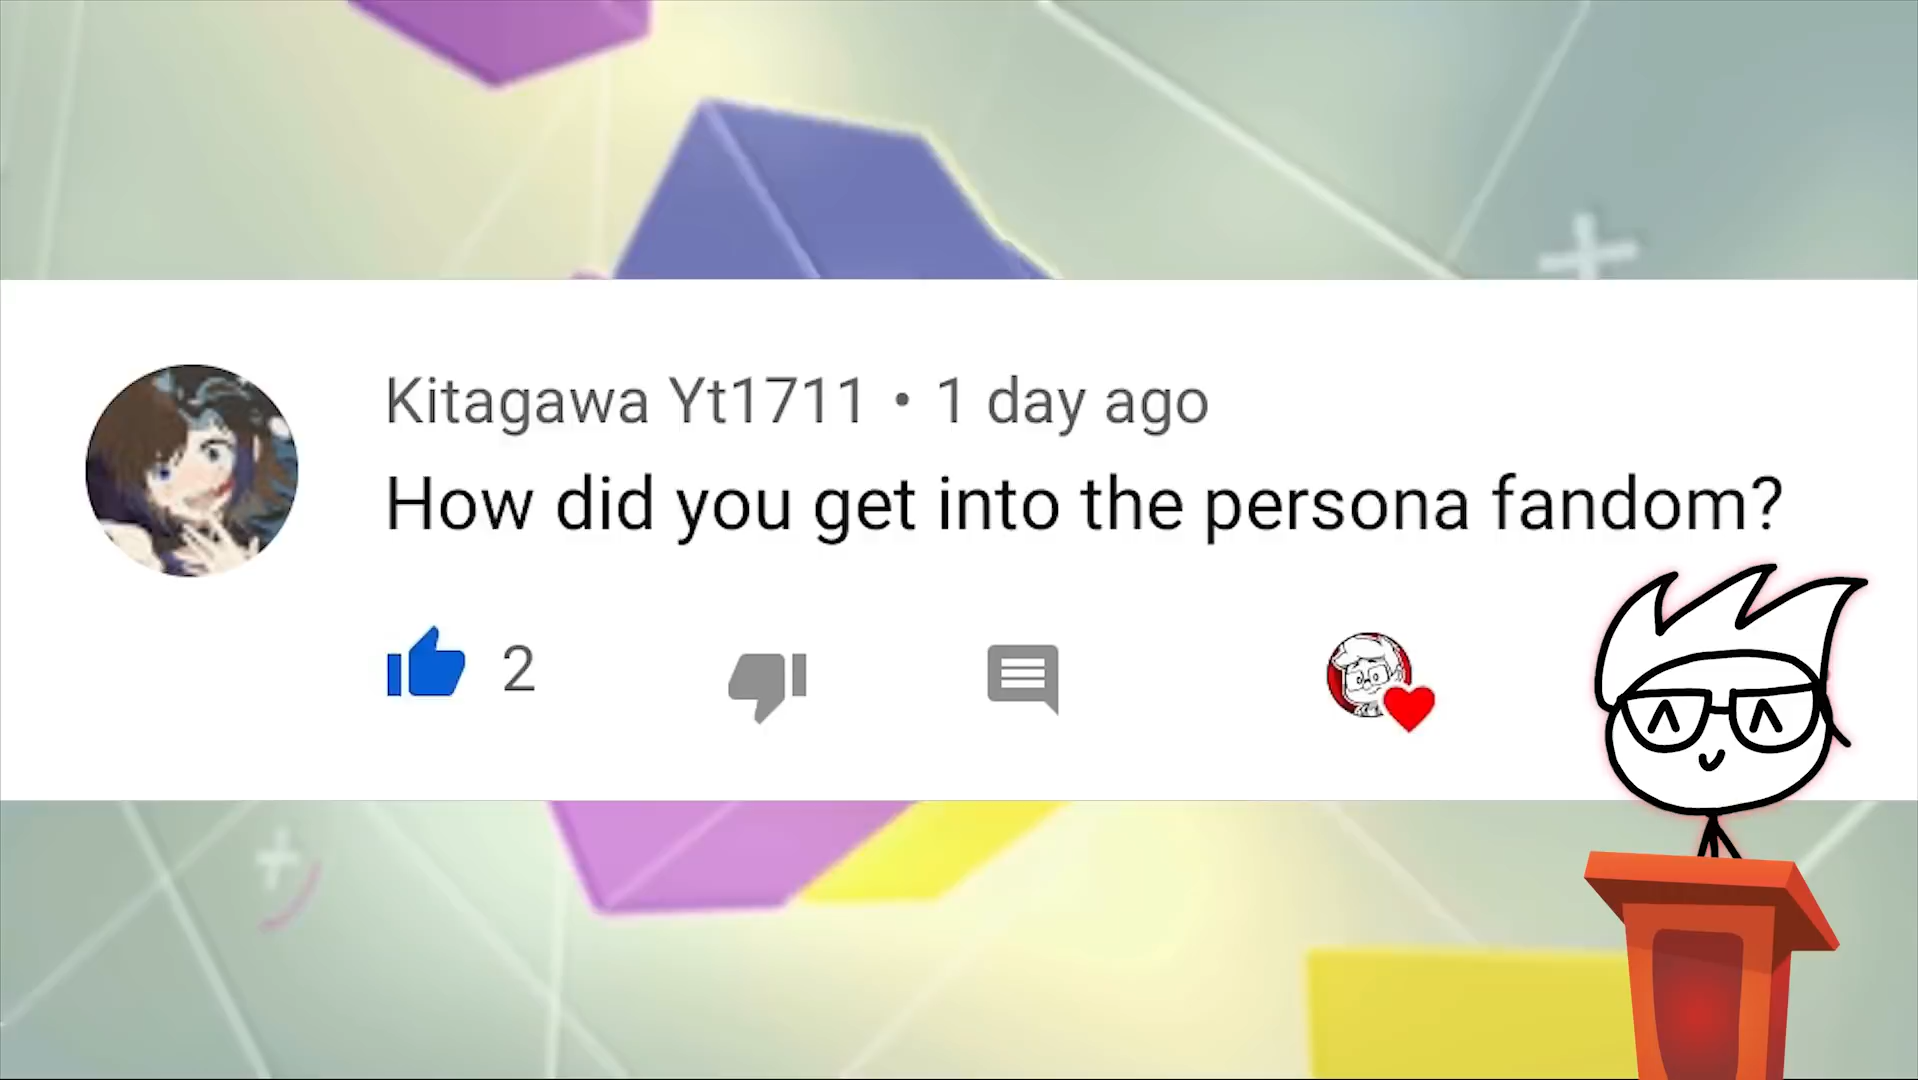 Kitagawa Yt1711 • 1 day ago
How did you get into the persona fandom?
2